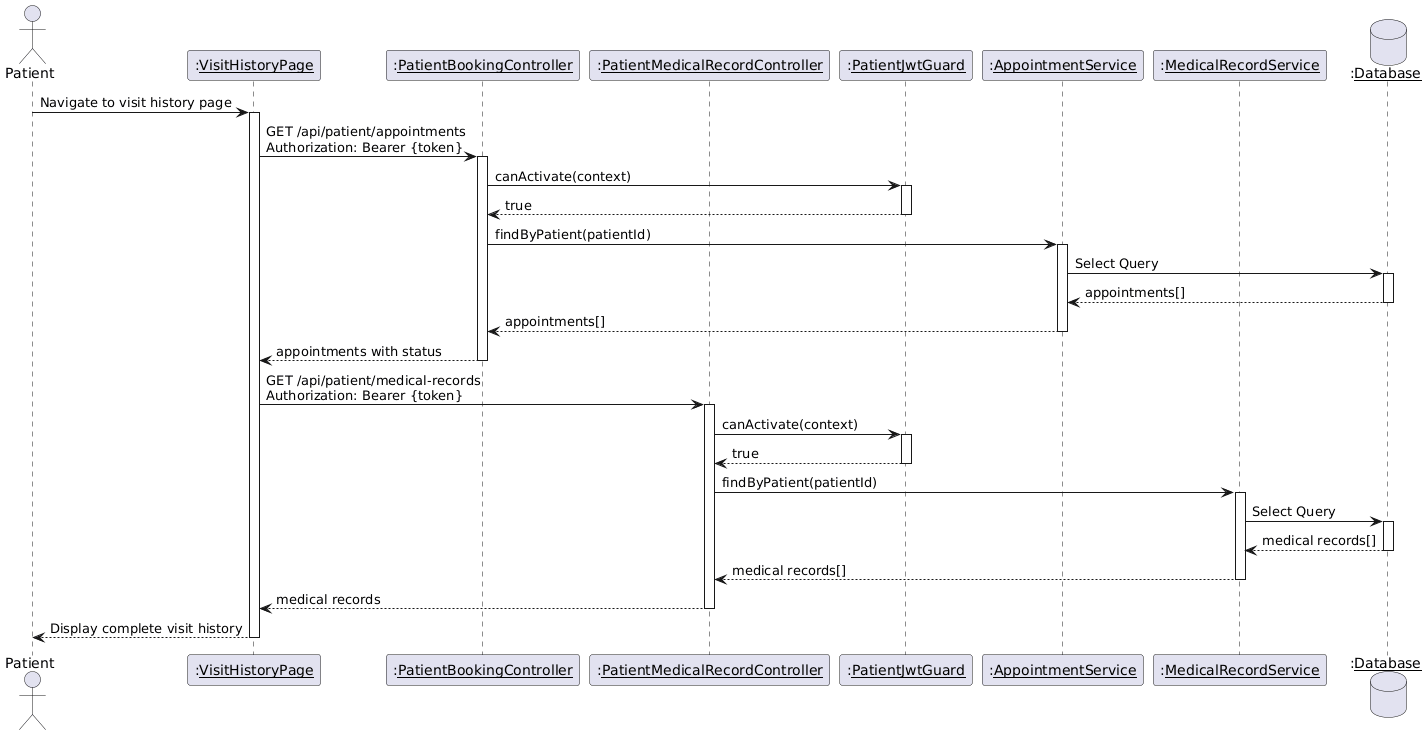 Patient
:VisitHistoryPage
:PatientBookingController
:PatientMedicalRecordController
:PatientJwtGuard
:AppointmentService
:MedicalRecordService
:Database
Navigate to visit history page
GET /api/patient/appointments
Authorization: Bearer {token}
canActivate(context)
true
findByPatient(patientId)
Select Query
appointments[]
appointments[]
appointments with status
GET /api/patient/medical-records
Authorization: Bearer {token}
canActivate(context)
true
findByPatient(patientId)
Select Query
medical records[]
medical records[]
medical records
Display complete visit history
Patient
:VisitHistoryPage
:PatientBookingController
:PatientMedicalRecordController
:PatientJwtGuard
:AppointmentService
:MedicalRecordService
:Database